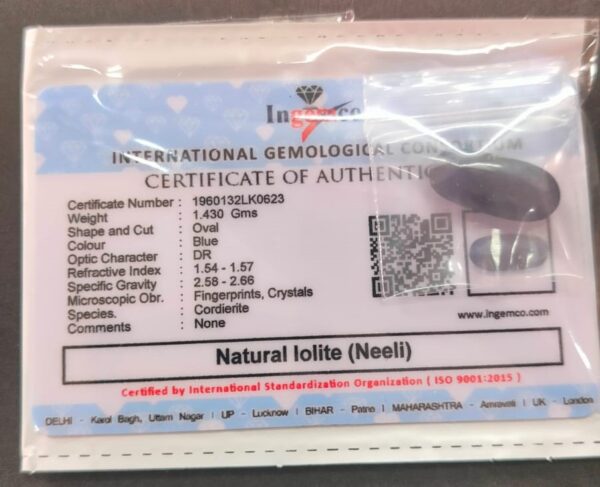 Ingemco
INTERNATIONAL GEMOLOGICAL CONSORTIUM
CERTIFICATE OF
Certificate Number : 1960132LK0623
Weight : 1.430 Gms
Shape and Cut : Oval
Colour : Blue
Optic Character : DR
Refractive Index : 1.54 - 1.57
Specific Gravity : 2.58 - 2.66
Microscopic Obr. : Fingerprints, Crystals
Species. : Cordierite
Comments : None
www.ingemco.com
Natural Iolite (Neeli)
Certified by International Standardization Organization ( ISO 9001:2015 )
DELHI - Karol Bagh, Uttam Nagar | UP - Lucknow | BIHAR - Patna | MAHARASHTRA - Amravati | UK - London